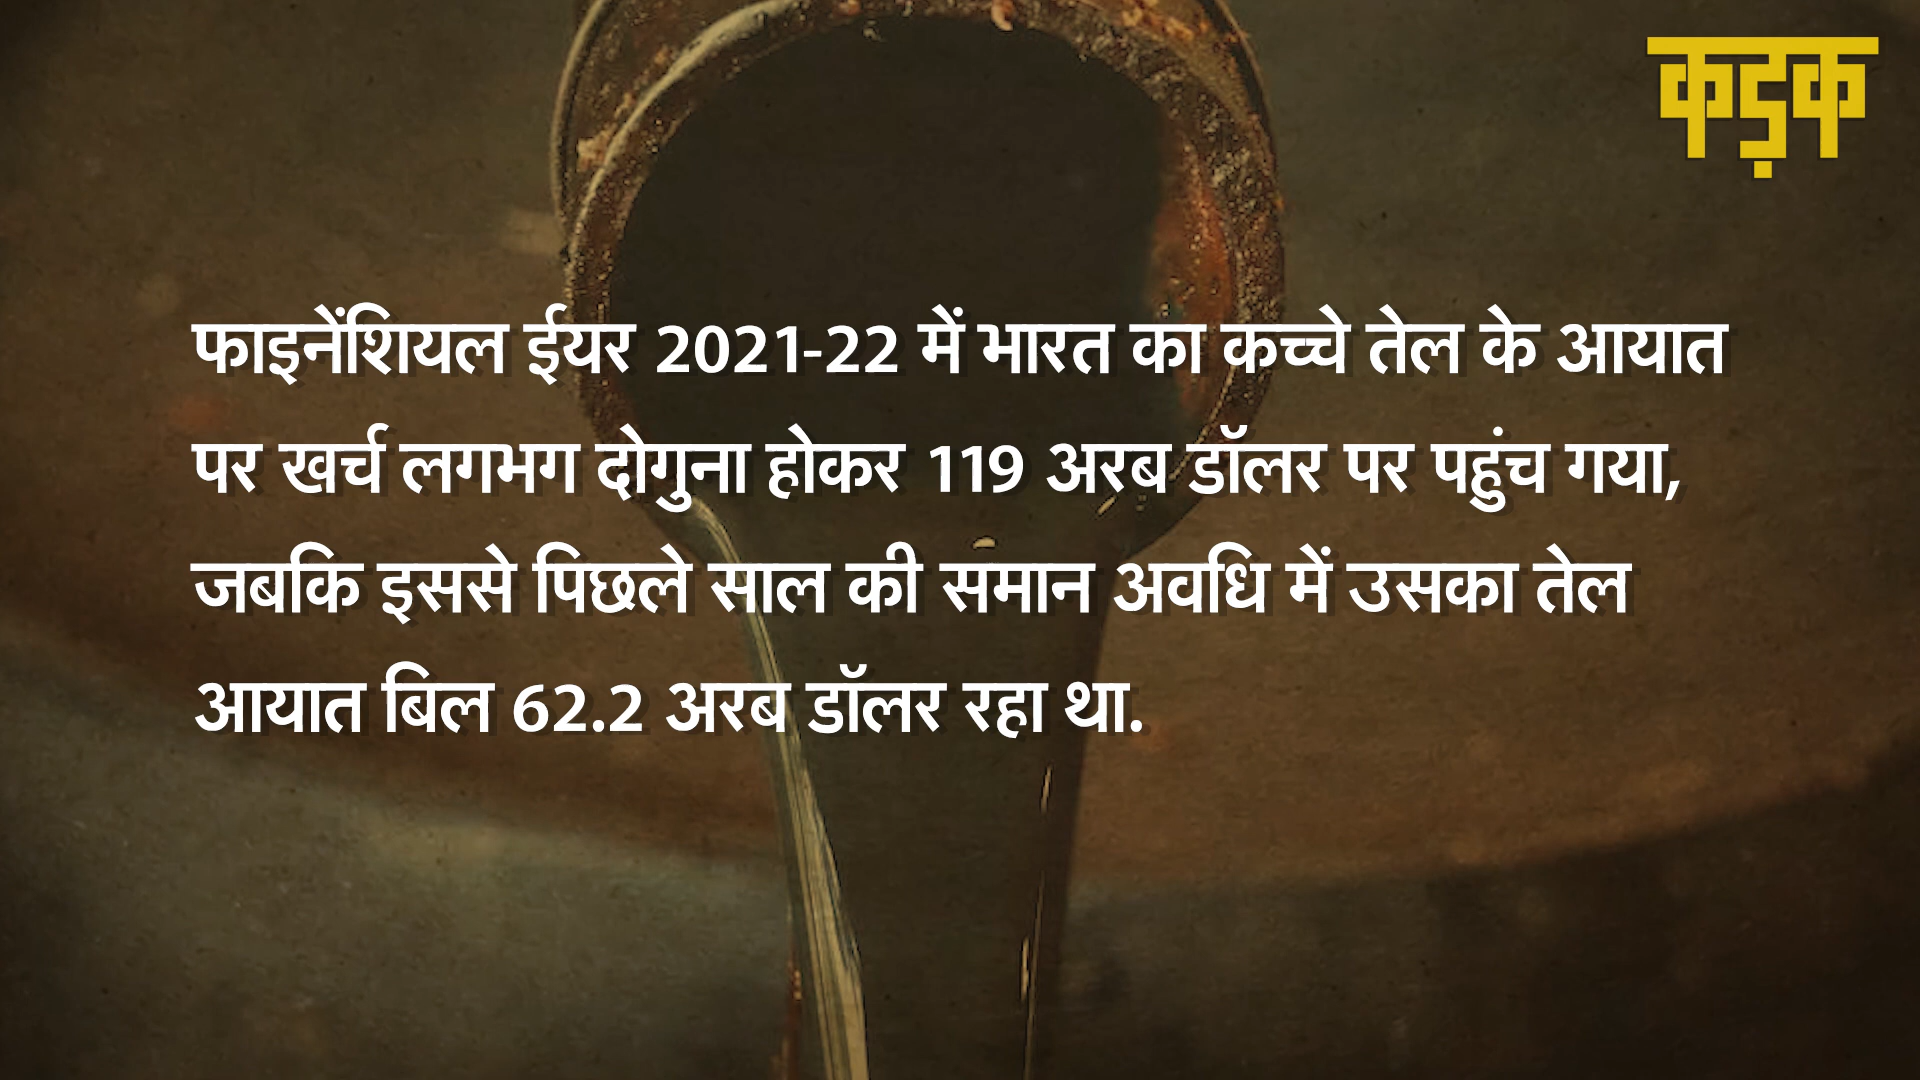 कड़क
फाइनेंशियल ईयर 2021-22 में भारत का कच्चे तेल के आयात
पर खर्च लगभग दोगुना होकर 119 अरब डॉलर पर पहुंच गया,
जबकि इससे पिछले साल की समान अवधि में उसका तेल
आयात बिल 62.2 अरब डॉलर रहा था.